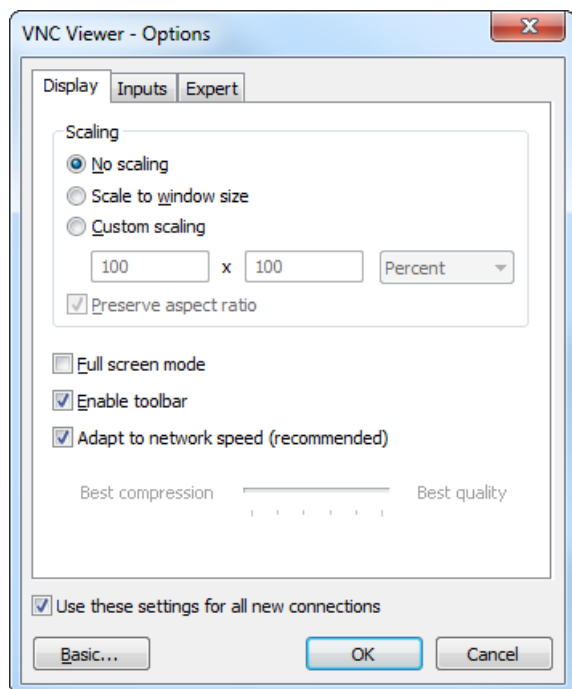 VNC Viewer - Options
Display Inputs Expert
Scaling
No scaling
Scale to window size
Custom scaling
100 x 100 Percent
Preserve aspect ratio
Full screen mode
Enable toolbar
Adapt to network speed (recommended)
Best compression Best quality
Use these settings for all new connections
Basic... OK Cancel